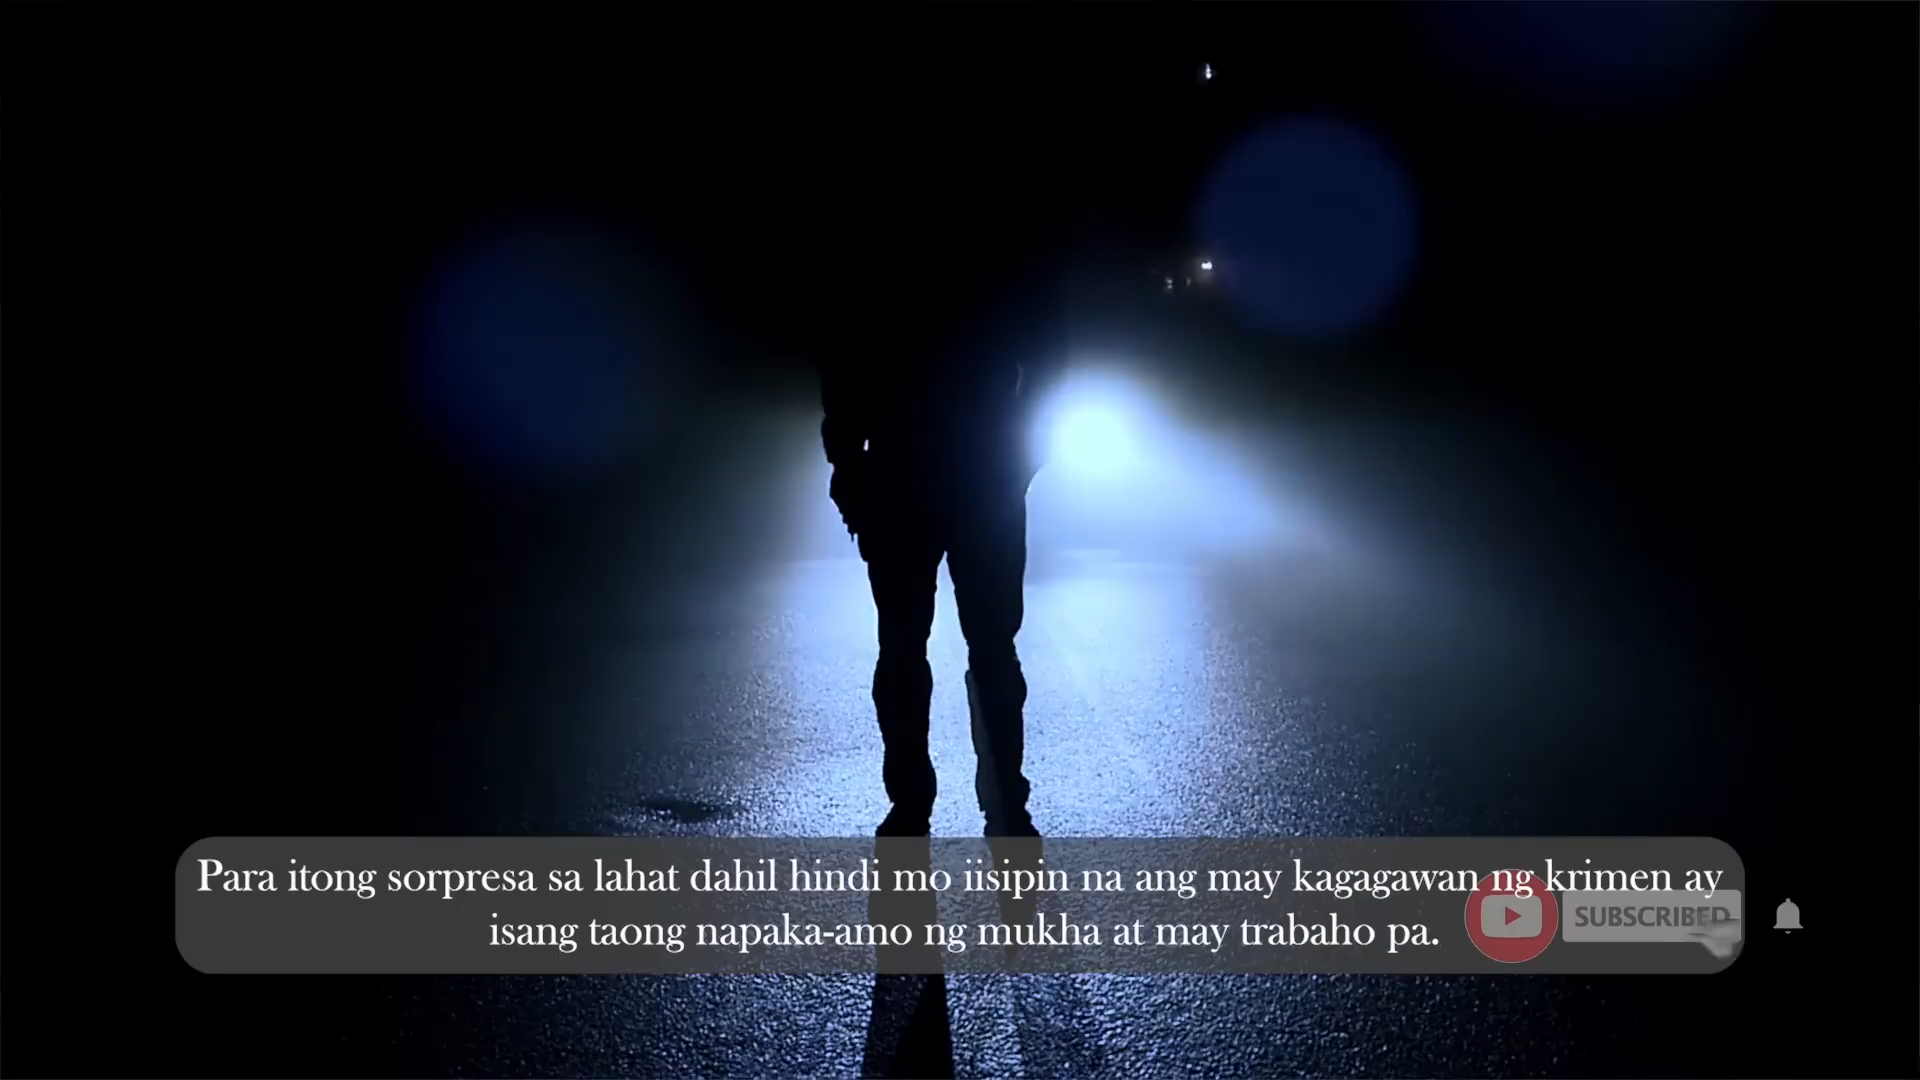 Para itong sorpresa sa lahat dahil hindi mo iisipin na ang may kagagawan ng krimen ay
isang taong napaka-amo ng mukha at may trabaho pa.
SUBSCRIBED